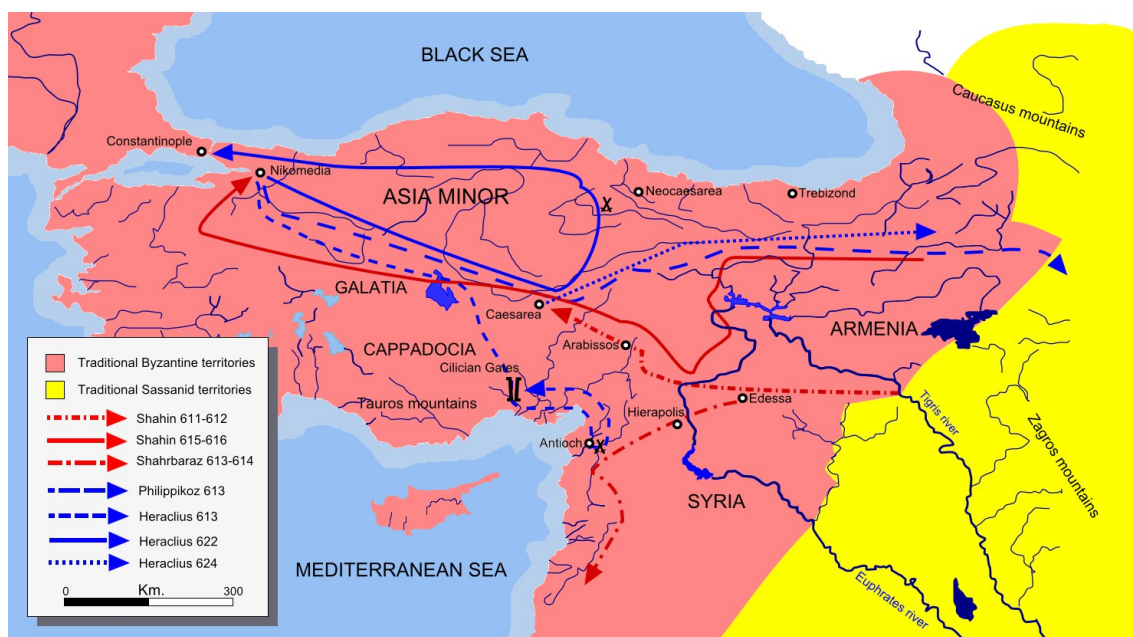 BLACK SEA
Caucasus mountains
Constantinople
Nikomedia
ASIA MINOR
Neocaesarea
Trebizond
GALATIA
Caesarea
ARMENIA
CAPPADOCIA
Arabissos
Cilician Gates
Tauros mountains
Hierapolis
Edessa
Tigris river
Zagros mountains
Antioch
SYRIA
MEDITERRANEAN SEA
Euphrates river
Traditional Byzantine territories
Traditional Sassanid territories
Shahin 611-612
Shahin 615-616
Shahrbaraz 613-614
Philippikoz 613
Heraclius 613
Heraclius 622
Heraclius 624
Km.
0 300